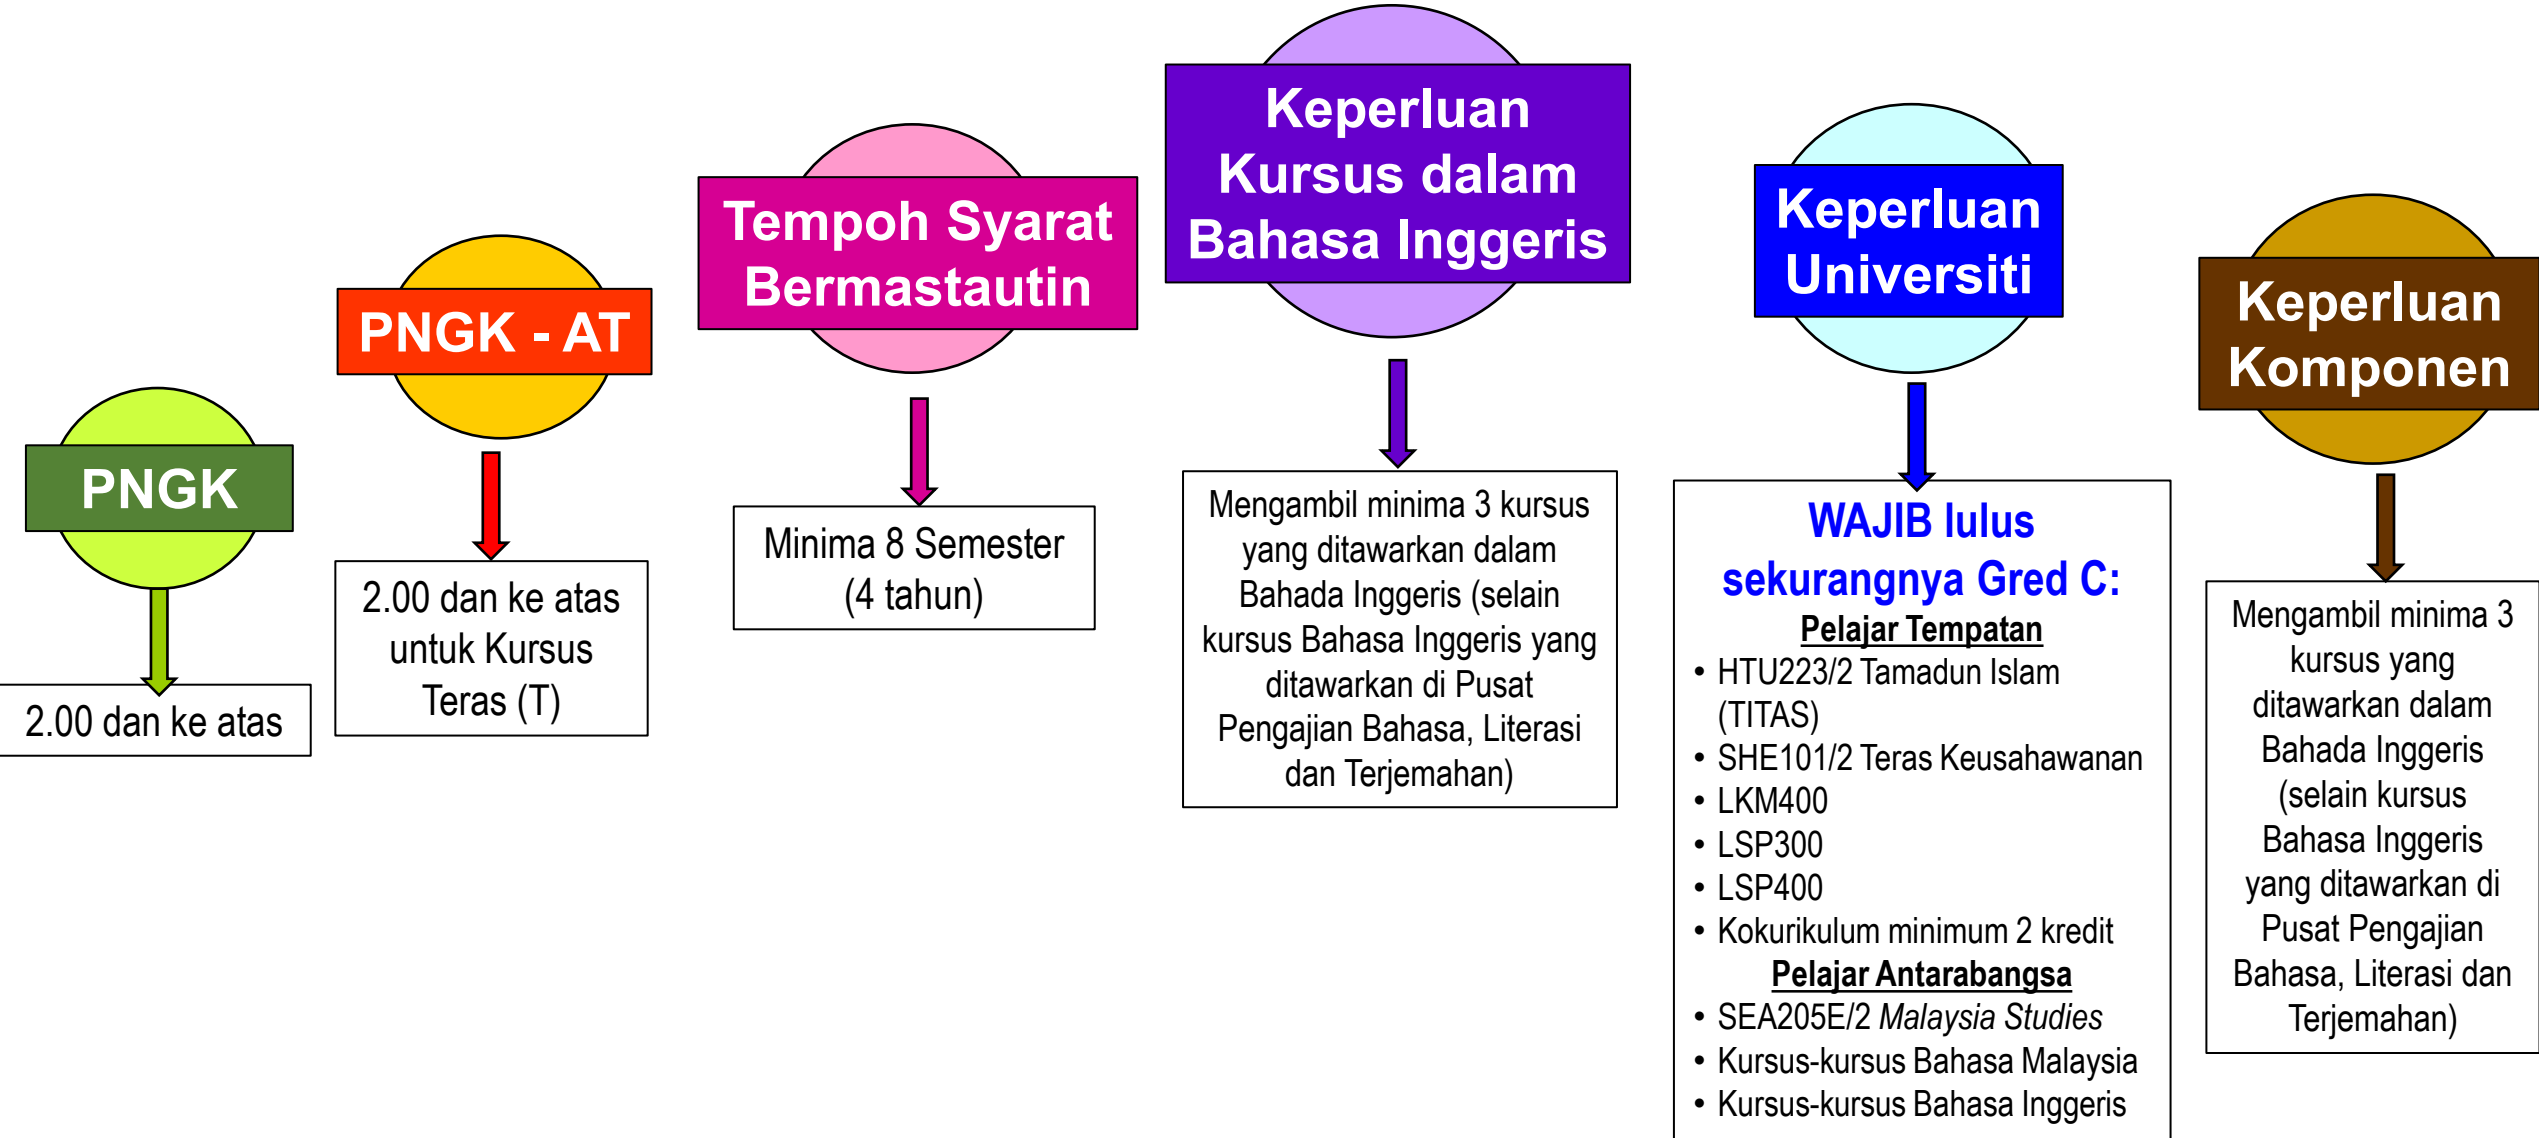 PNGK
2.00 dan ke atas
PNGK - AT
2.00 dan ke atas
untuk Kursus
Teras (T)
Tempoh Syarat
Bermastautin
Minima 8 Semester
(4 tahun)
Keperluan
Kursus dalam
Bahasa Inggeris
Mengambil minima 3 kursus
yang ditawarkan dalam
Bahada Inggeris (selain
kursus Bahasa Inggeris yang
ditawarkan di Pusat
Pengajian Bahasa, Literasi
dan Terjemahan)
Keperluan
Universiti
WAJIB lulus
sekurangnya Gred C:
Pelajar Tempatan
• HTU223/2 Tamadun Islam
(TITAS)
• SHE101/2 Teras Keusahawanan
• LKM400
• LSP300
• LSP400
• Kokurikulum minimum 2 kredit
Pelajar Antarabangsa
• SEA205E/2 Malaysia Studies
• Kursus-kursus Bahasa Malaysia
• Kursus-kursus Bahasa Inggeris
Keperluan
Komponen
Mengambil minima 3
kursus yang
ditawarkan dalam
Bahada Inggeris
(selain kursus
Bahasa Inggeris
yang ditawarkan di
Pusat Pengajian
Bahasa, Literasi dan
Terjemahan)